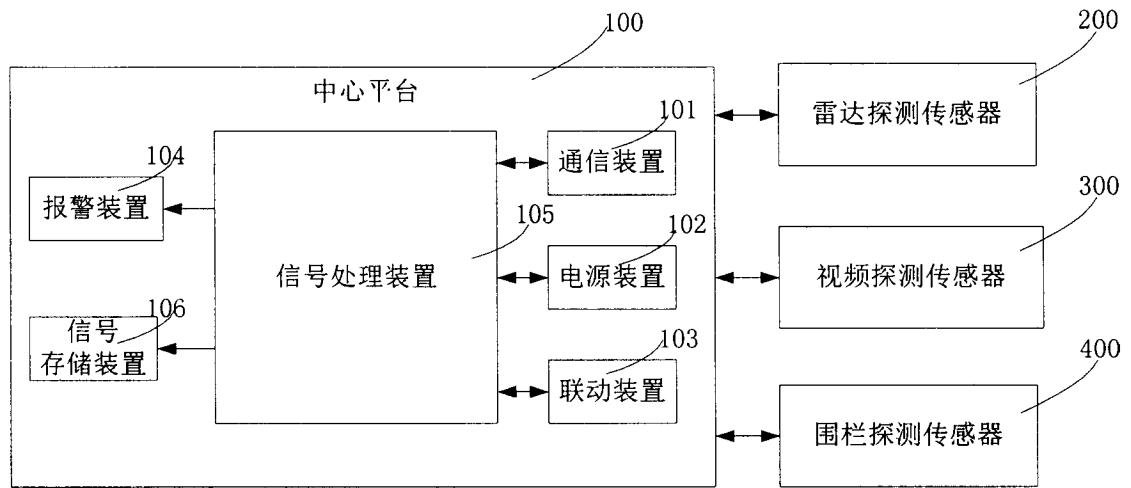 100
200
中心平台
雷达探测传感器
101
通信装置
104
报警装置
300
105
102
信号处理装置
电源装置
视频探测传感器
106
信号
存储装置
103
联动装置
400
围栏探测传感器